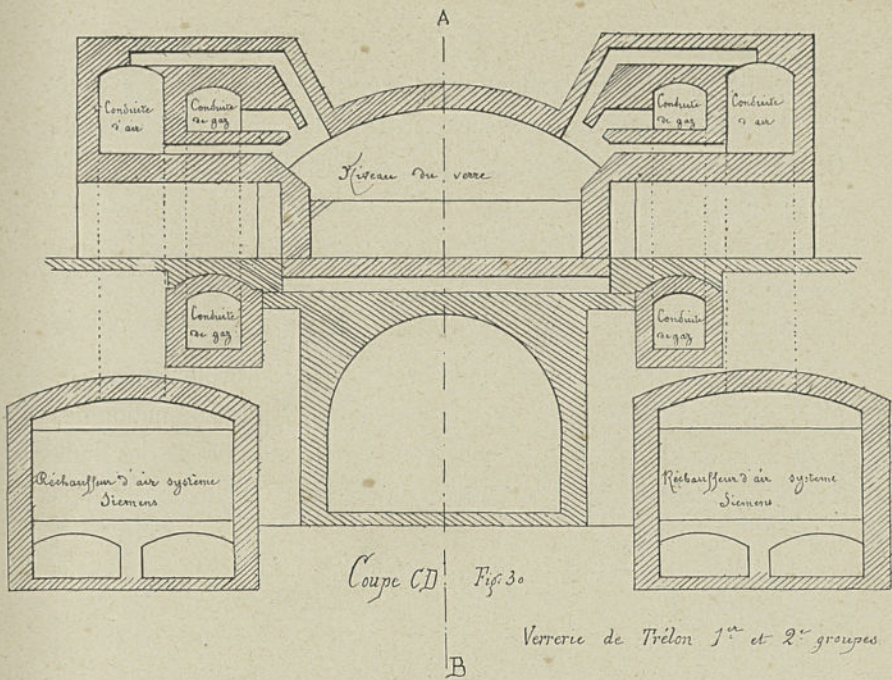 A
Conduite
d'air
Conduite
de gaz
Conduite
de gaz
Conduite
d'air
Niveau du verre
Conduite
de gaz
Conduite
de gaz
Réchauffeur d'air système
Siemens
Réchauffeur d'air système
Siemens
Coupe CD Fig. 30
Verrerie de Trélon 1er et 2e groupes
B